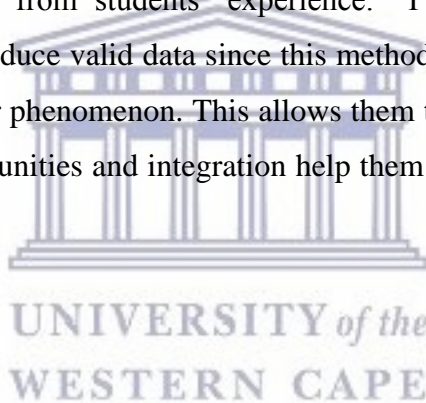 from students' experience.
duce valid data since this method
phenomenon. This allows them
unities and integration help them
UNIVERSITY of the
WESTERN CAPE